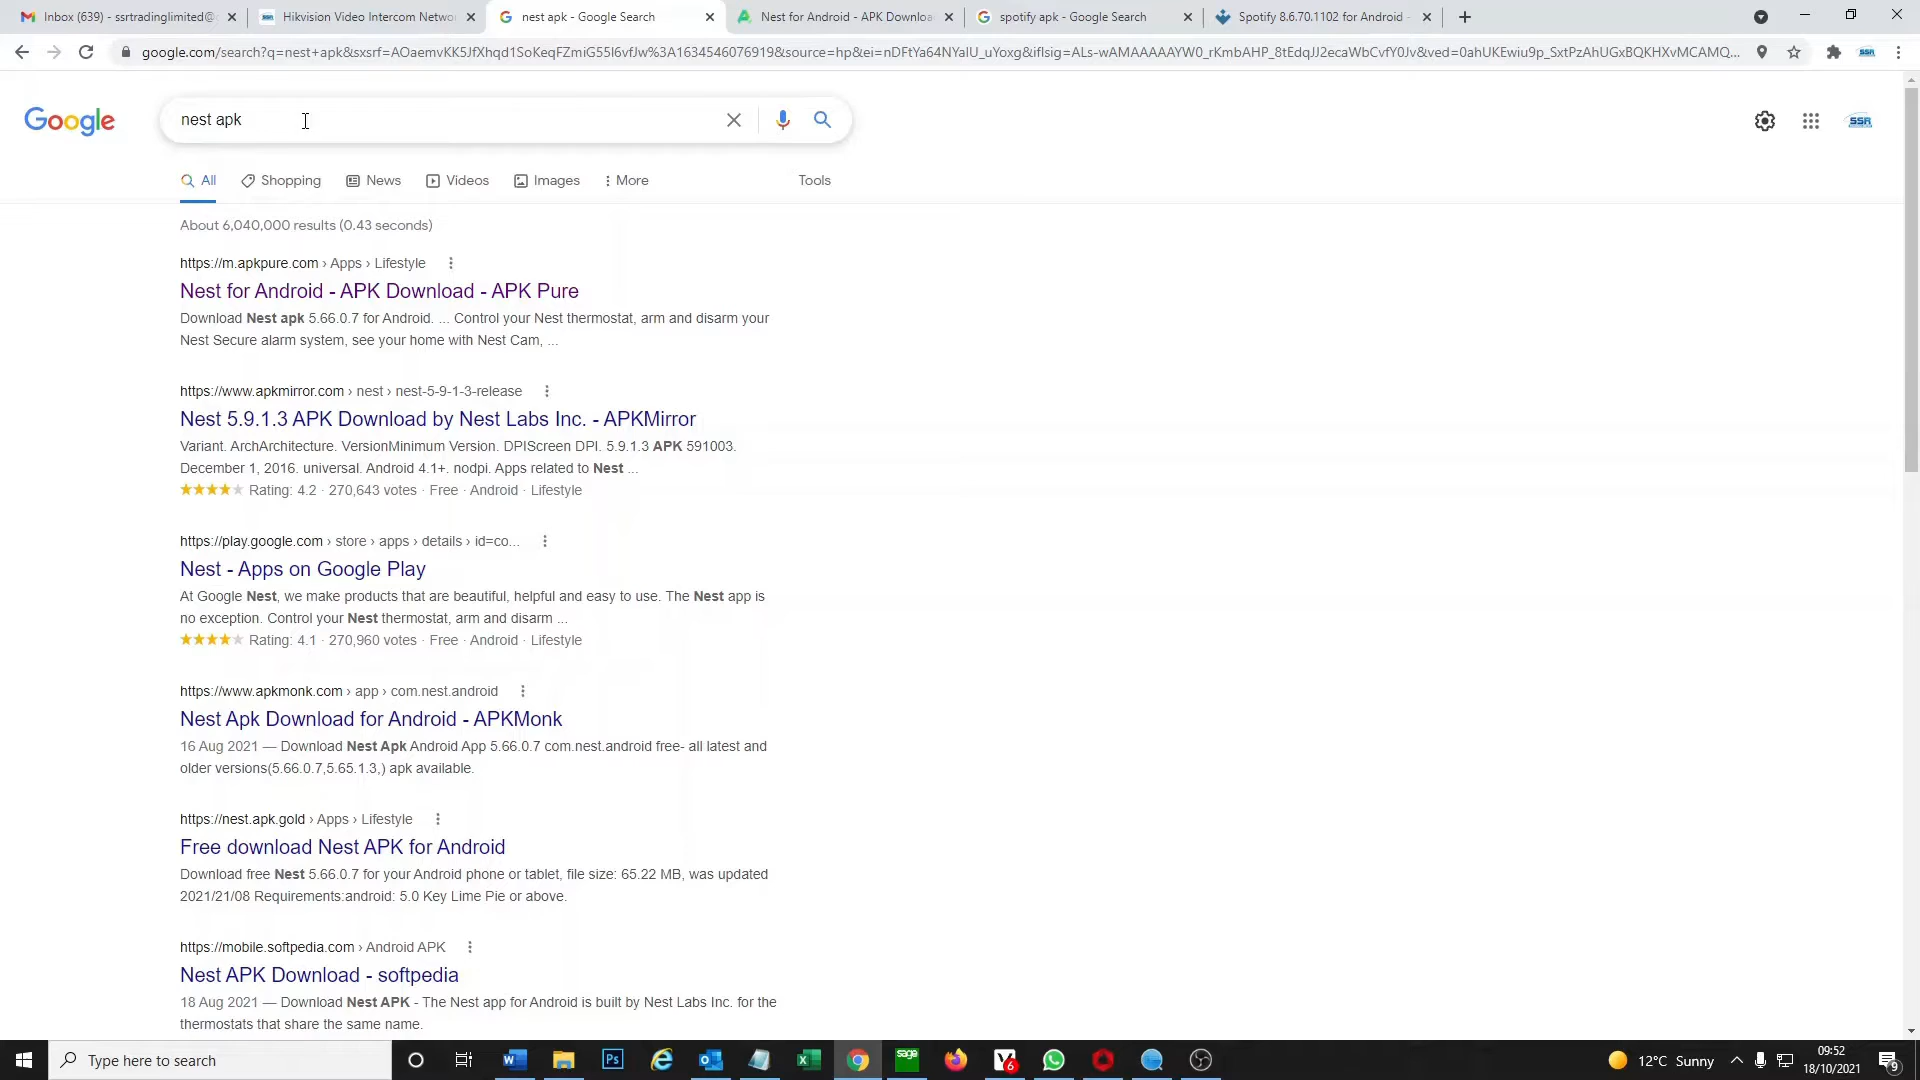 Inbox (639) - ssrtradinglimited@
Hikvision Video Intercom Networ
nest apk - Google Search
Nest for Android - APK Downloa
spotify apk - Google Search
Spotify 8.6.70.1102 for Android -
google.com/search?q=nest+apk&sxsrf=AOaemvKK5JfXhqd1SoKeqFZmiG55I6vfJw%3A1634546076919&source=hp&ei=nDFtYa64NYaIU_uYoxg&iflsig=ALs-wAMAAAAAYW0_rKmbAHP_8tEdqJJ2ecaWbCvfY0Jv&ved=0ahUKEwiu9p_SxtPzAhUGxBQKHXvMCAMQ...
Google
nest apk
SSR
All
Shopping
News
Videos
Images
More
Tools
About 6,040,000 results (0.43 seconds)
https://m.apkpure.com › Apps › Lifestyle
Nest for Android - APK Download - APK Pure
Download Nest apk 5.66.0.7 for Android. ... Control your Nest thermostat, arm and disarm your
Nest Secure alarm system, see your home with Nest Cam, ...
https://www.apkmirror.com › nest › nest-5-9-1-3-release
Nest 5.9.1.3 APK Download by Nest Labs Inc. - APKMirror
Variant. ArchArchitecture. VersionMinimum Version. DPIScreen DPI. 5.9.1.3 APK 591003.
December 1, 2016. universal. Android 4.1+. nodpi. Apps related to Nest ...
Rating: 4.2 · 270,643 votes · Free · Android · Lifestyle
https://play.google.com › store › apps › details › id=co...
Nest - Apps on Google Play
At Google Nest, we make products that are beautiful, helpful and easy to use. The Nest app is
no exception. Control your Nest thermostat, arm and disarm ...
Rating: 4.1 · 270,960 votes · Free · Android · Lifestyle
https://www.apkmonk.com › app › com.nest.android
Nest Apk Download for Android - APKMonk
16 Aug 2021 — Download Nest Apk Android App 5.66.0.7 com.nest.android free- all latest and
older versions(5.66.0.7,5.65.1.3,) apk available.
https://nest.apk.gold › Apps › Lifestyle
Free download Nest APK for Android
Download free Nest 5.66.0.7 for your Android phone or tablet, file size: 65.22 MB, was updated
2021/21/08 Requirements:android: 5.0 Key Lime Pie or above.
https://mobile.softpedia.com › Android APK
Nest APK Download - softpedia
18 Aug 2021 — Download Nest APK - The Nest app for Android is built by Nest Labs Inc. for the
thermostats that share the same name.
Type here to search
Ps
sage
6
12°C Sunny
09:52
18/10/2021
9